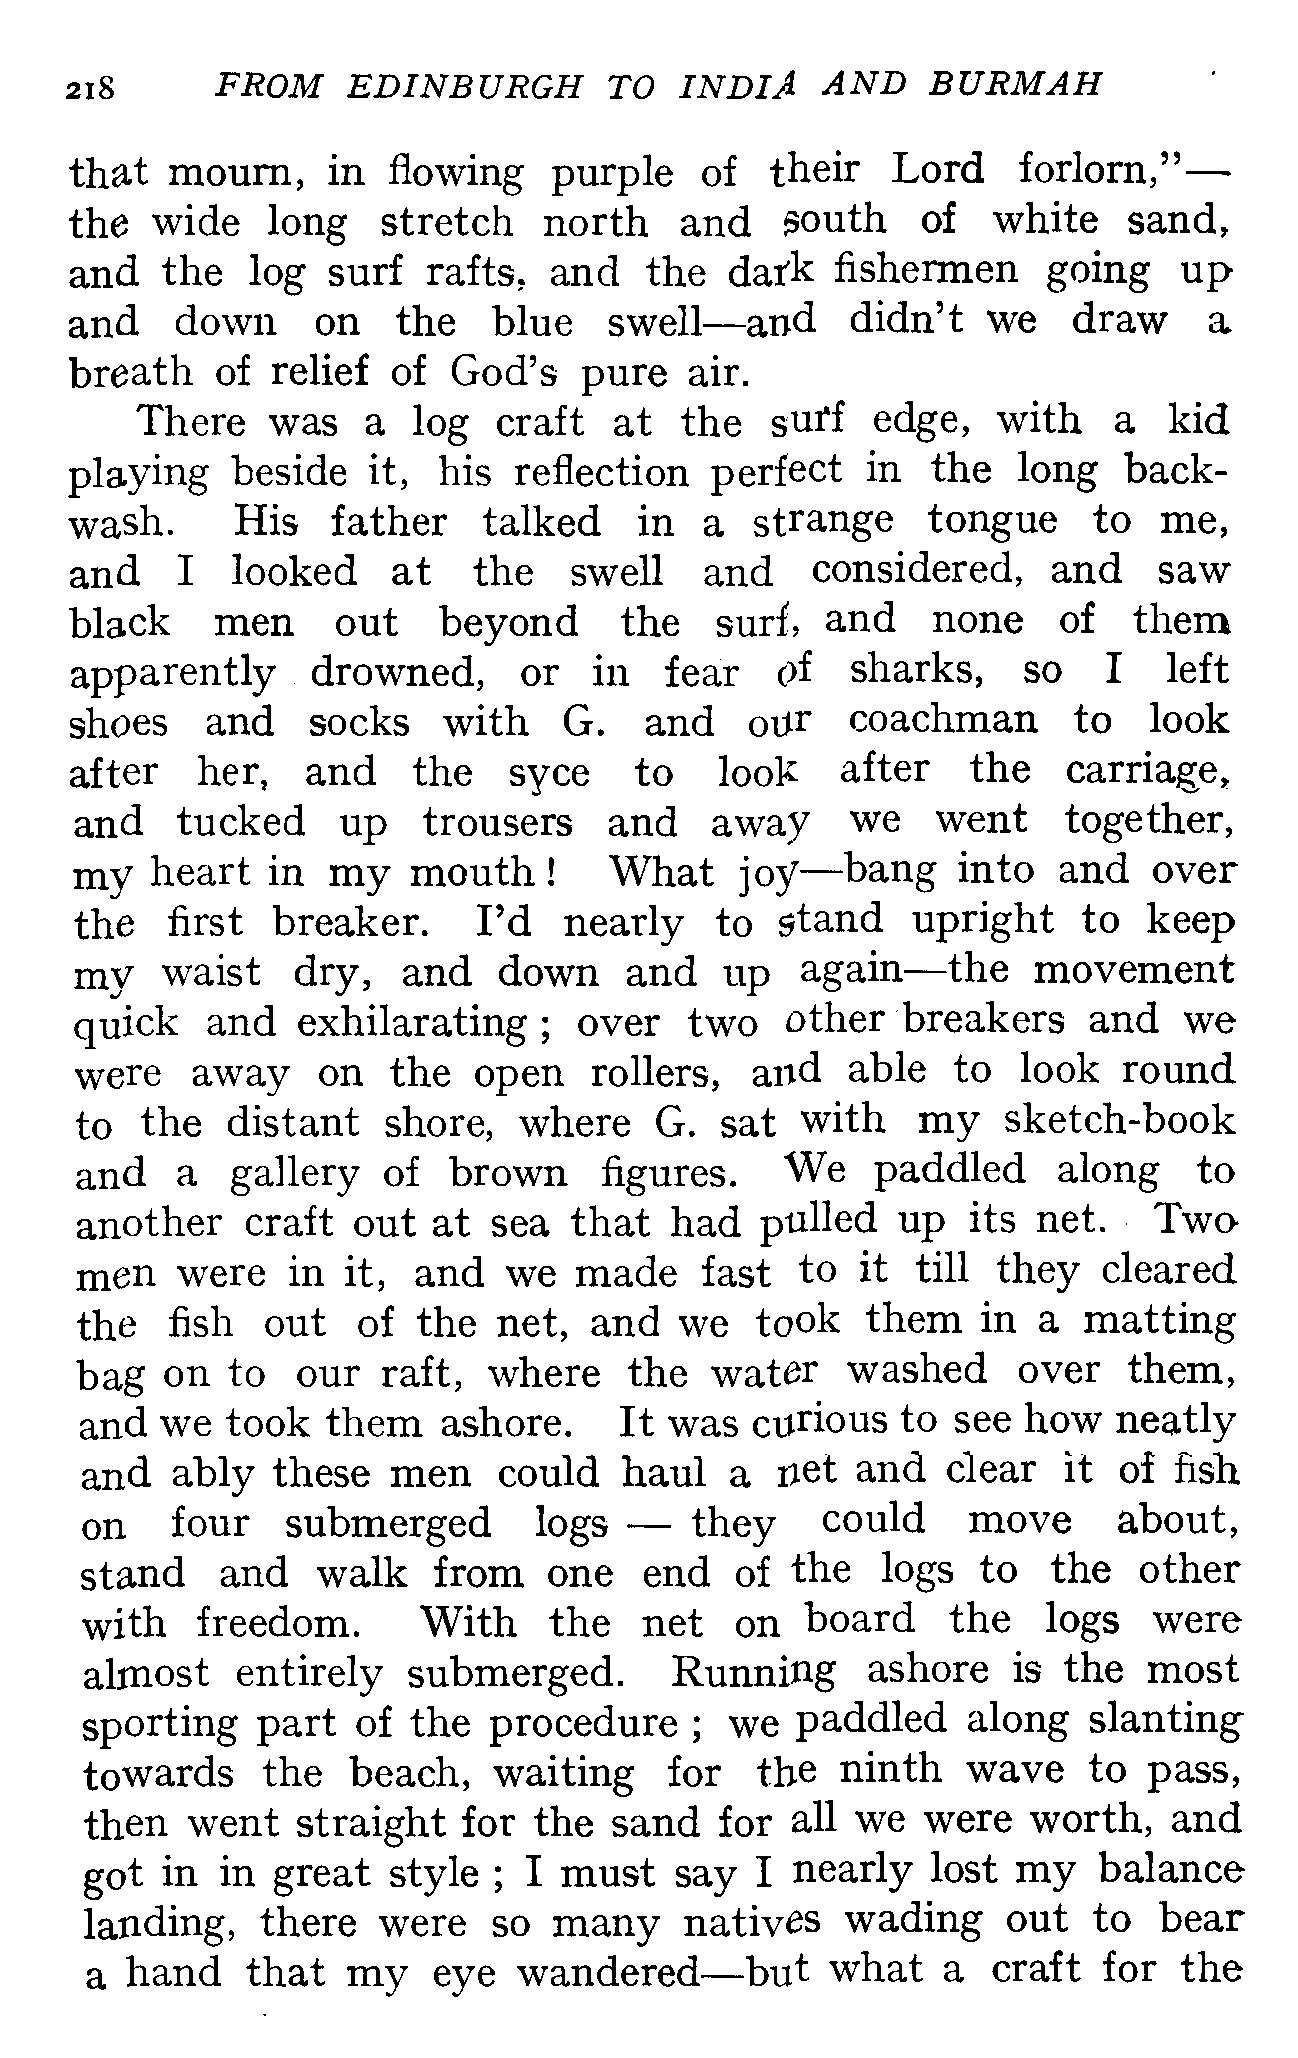 218 FROM EDINBURGH TO INDIA AND BURMAH
that mourn, in flowing purple of their Lord forlorn,”—
the wide long stretch north and south of white sand,
and the log surf rafts, and the dark fishermen going up
and down on the blue swell—and didn’t we draw a
breath of relief of God’s pure air.
There was a log craft at the surf edge, with a kid
playing beside it, his reflection perfect in the long back-
wash. His father talked in a strange tongue to me,
and I looked at the swell and considered, and saw
black men out beyond the surf, and none of them
apparently drowned, or in fear of sharks, so I left
shoes and socks with G. and our coachman to look
after her, and the syce to look after the carriage,
and tucked up trousers and away we went together,
my heart in my mouth ! What joy—bang into and over
the first breaker. I’d nearly to stand upright to keep
my waist dry, and down and up again—the movement
quick and exhilarating ; over two other breakers and we
were away on the open rollers, and able to look round
to the distant shore, where G. sat with my sketch-book
and a gallery of brown figures. We paddled along to
another craft out at sea that had pulled up its net. Two
men were in it, and we made fast to it till they cleared
the fish out of the net, and we took them in a matting
bag on to our raft, where the water washed over them,
and we took them ashore. It was curious to see how neatly
and ably these men could haul a net and clear it of fish
on four submerged logs — they could move about,
stand and walk from one end of the logs to the other
with freedom. With the net on board the logs were
almost entirely submerged. Running ashore is the most
sporting part of the procedure ; we paddled along slanting
towards the beach, waiting for the ninth wave to pass,
then went straight for the sand for all we were worth, and
got in in great style ; I must say I nearly lost my balance
landing, there were so many natives wading out to bear
a hand that my eye wandered—but what a craft for the